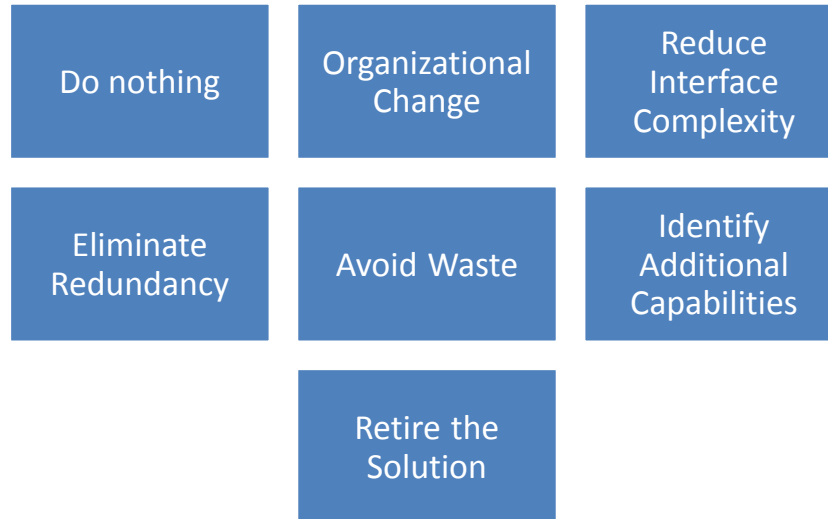 Do nothing
Organizational
Change
Reduce
Interface
Complexity
Eliminate
Redundancy
Avoid Waste
Identify
Additional
Capabilities
Retire the
Solution